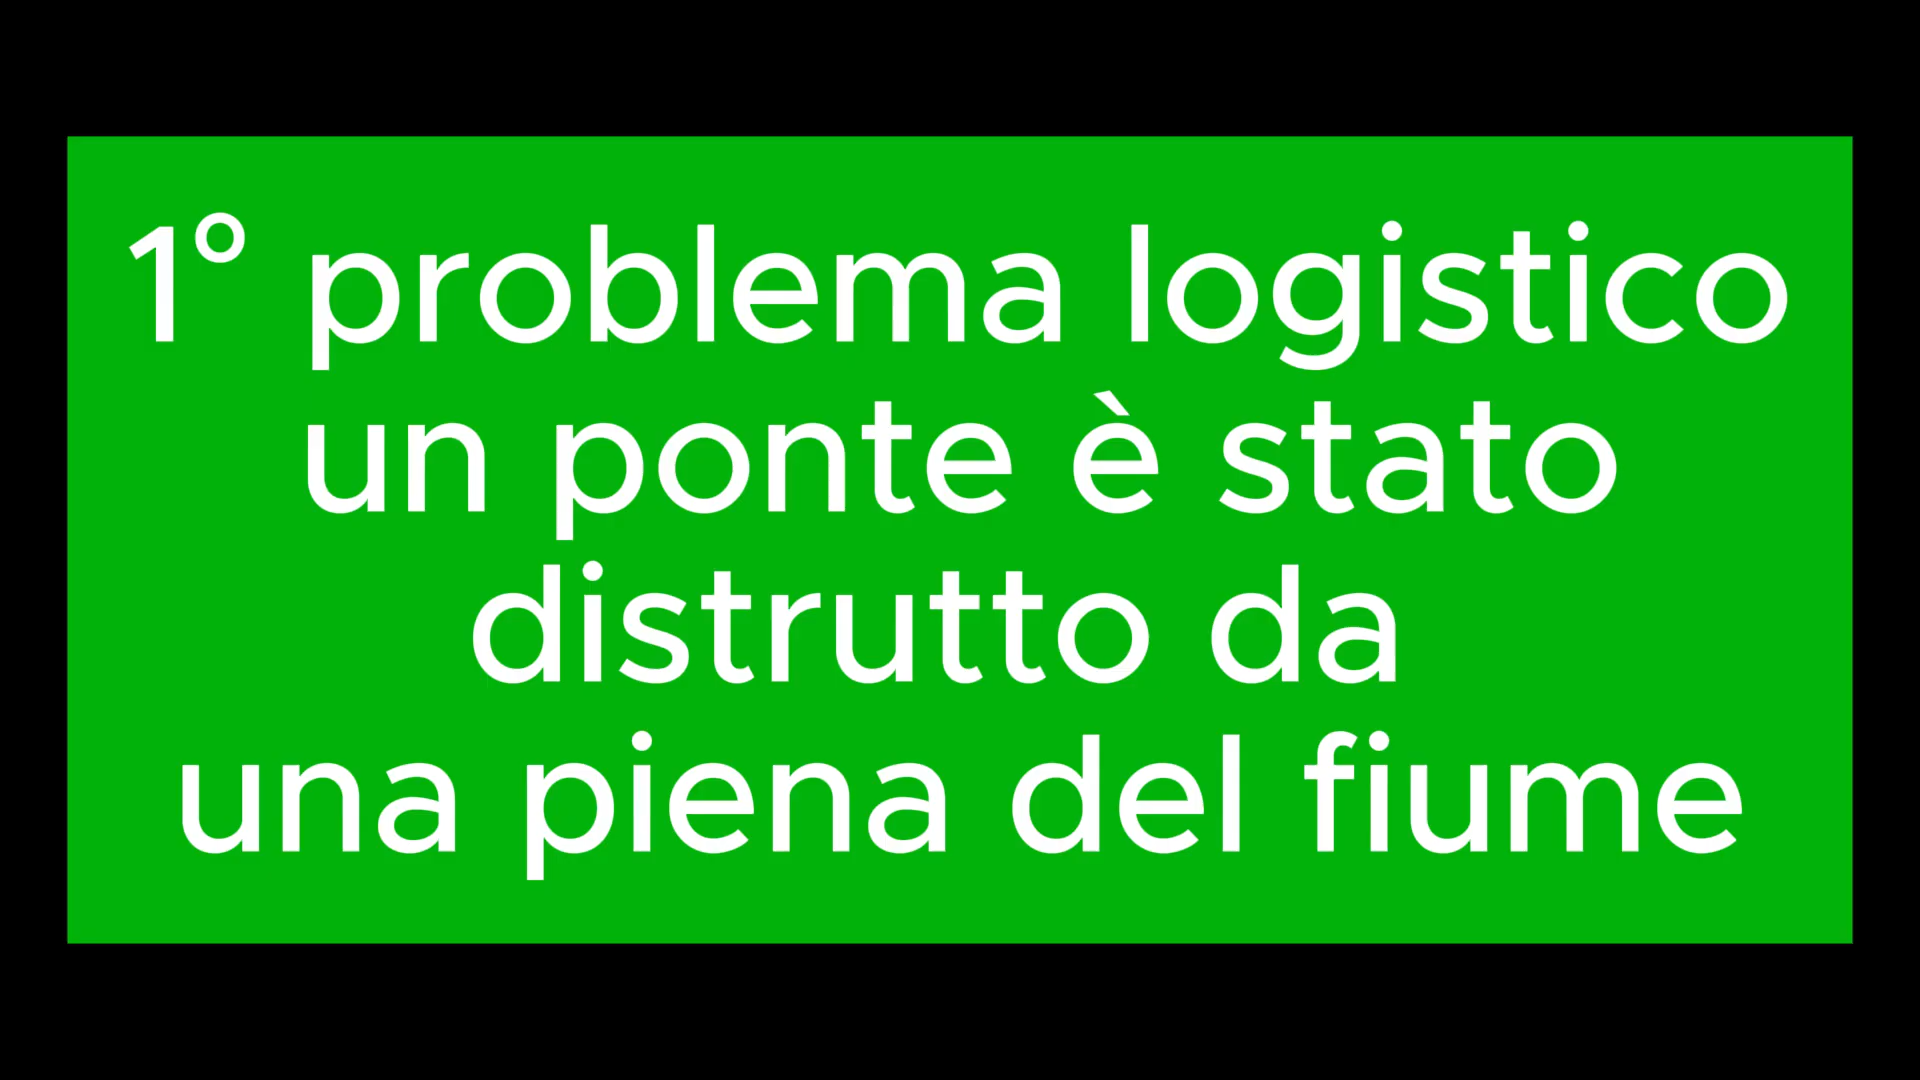 1° problema logistico
un ponte è stato
distrutto da
una piena del fiume